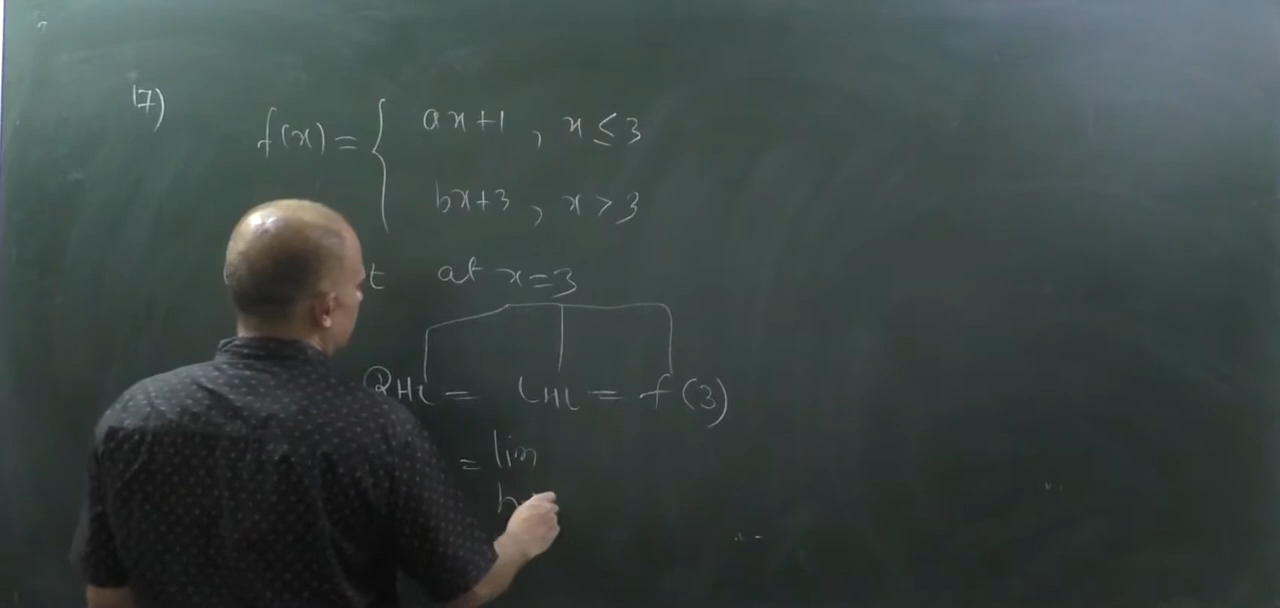 17)
f(x) = { ax+1 , x ≤ 3
bx+3 , x > 3
t at x=3
RHL = LHL = f(3)
= lim
h